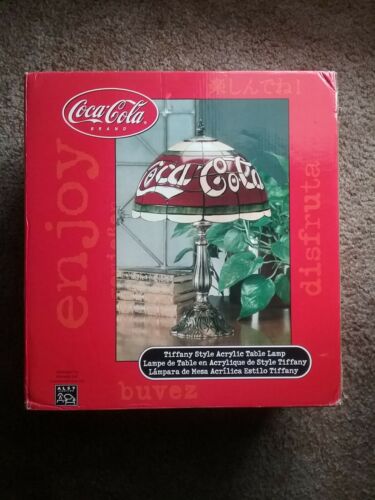 楽しんでね!
Coca-Cola
BRAND
enjoy
disfruta
Coca-Cola
Tiffany Style Acrylic Table Lamp
Lampe de Table en Acrylique de Style Tiffany
Lámpara de Mesa Acrílica Estilo Tiffany
buvez